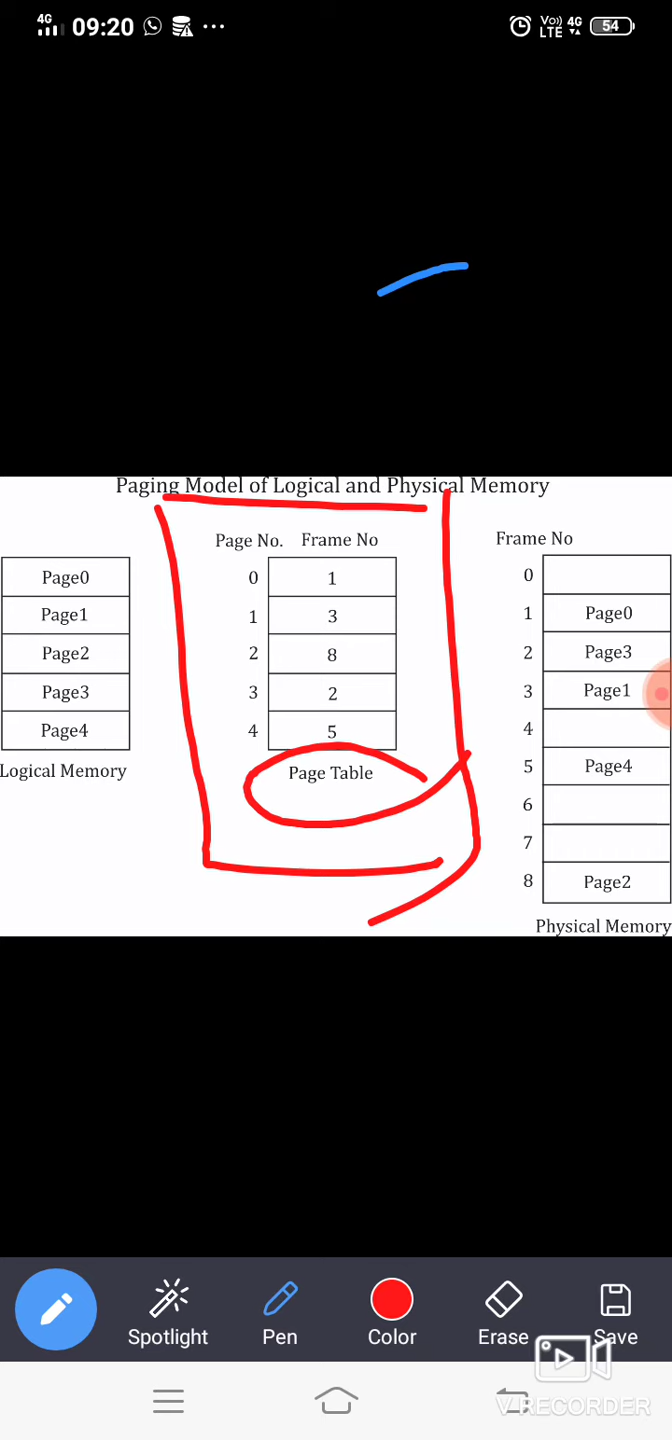 4G 09:20 Vo)) LTE 4G 54
Paging Model of Logical and Physical Memory
Page0
Page1
Page2
Page3
Page4
Logical Memory
Page No. Frame No
0 1
1 3
2 8
3 2
4 5
Page Table
Frame No
0
1 Page0
2 Page3
3 Page1
4
5 Page4
6
7
8 Page2
Physical Memory
Spotlight Pen Color Erase Save
V.RECORDER